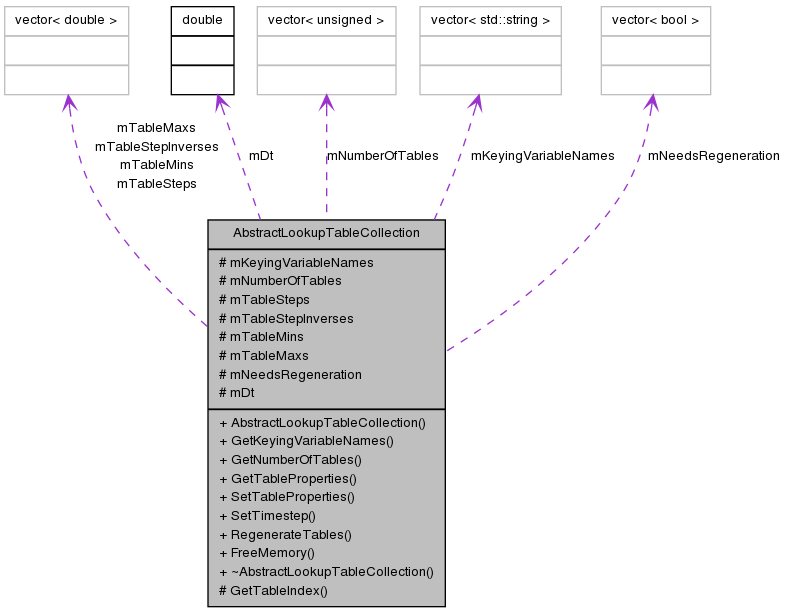 vector< double >
double
vector< unsigned >
vector< std::string >
vector< bool >
mTableMaxs
mTableStepInverses
mTableMins
mTableSteps
mDt
mNumberOfTables
mKeyingVariableNames
mNeedsRegeneration
AbstractLookupTableCollection
# mKeyingVariableNames
# mNumberOfTables
# mTableSteps
# mTableStepInverses
# mTableMins
# mTableMaxs
# mNeedsRegeneration
# mDt
+ AbstractLookupTableCollection()
+ GetKeyingVariableNames()
+ GetNumberOfTables()
+ GetTableProperties()
+ SetTableProperties()
+ SetTimestep()
+ RegenerateTables()
+ FreeMemory()
+ ~AbstractLookupTableCollection()
# GetTableIndex()